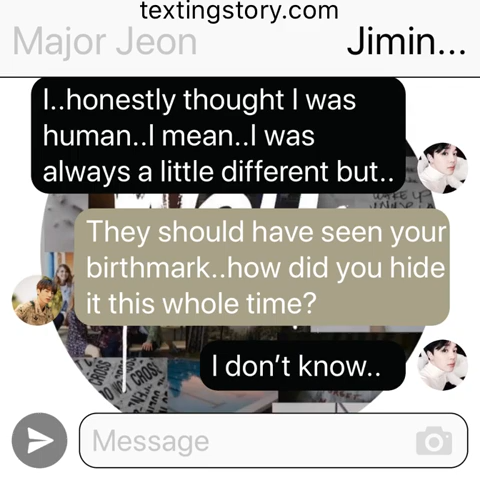 textingstory.com
Major Jeon
Jimin...
I..honestly thought I was
human..I mean..I was
always a little different but..
They should have seen your
birthmark..how did you hide
it this whole time?
I don't know..
CROSS
Message